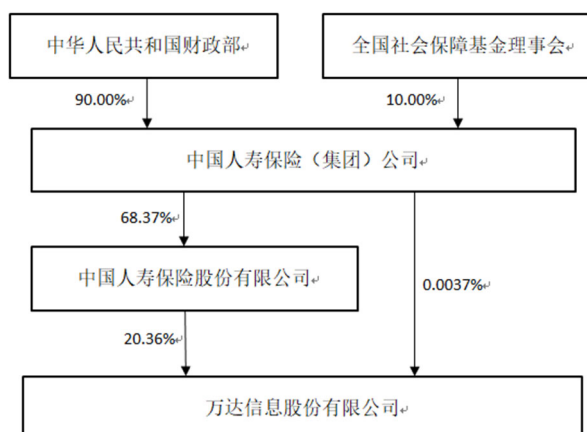 中华人民共和国财政部
全国社会保障基金理事会
90.00%
10.00%
中国人寿保险（集团）公司
68.37%
中国人寿保险股份有限公司
0.0037%
20.36%
万达信息股份有限公司